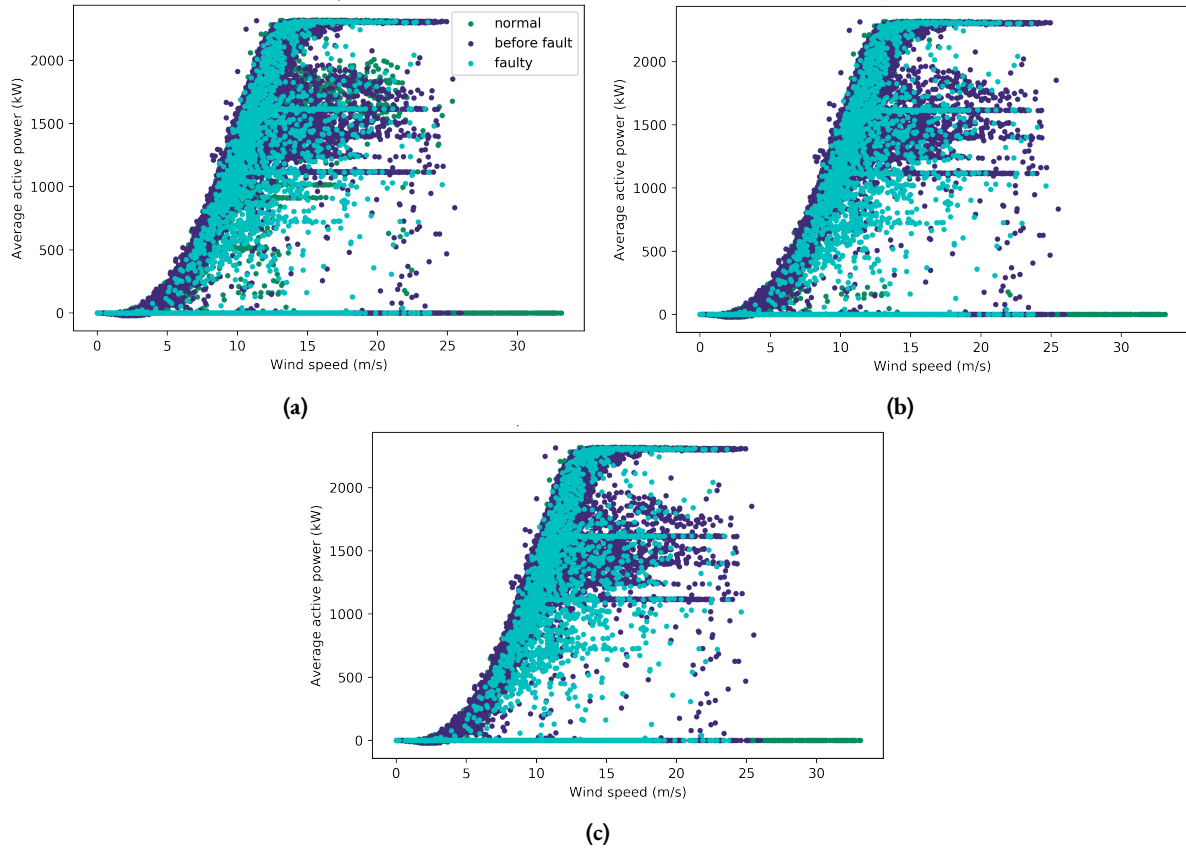 normal
before fault
faulty
Average active power (kW)
2000
1500
1000
500
0
0 5 10 15 20 25 30
Wind speed (m/s)
(a)
Average active power (kW)
2000
1500
1000
500
0
0 5 10 15 20 25 30
Wind speed (m/s)
(b)
Average active power (kW)
2000
1500
1000
500
0
0 5 10 15 20 25 30
Wind speed (m/s)
(c)